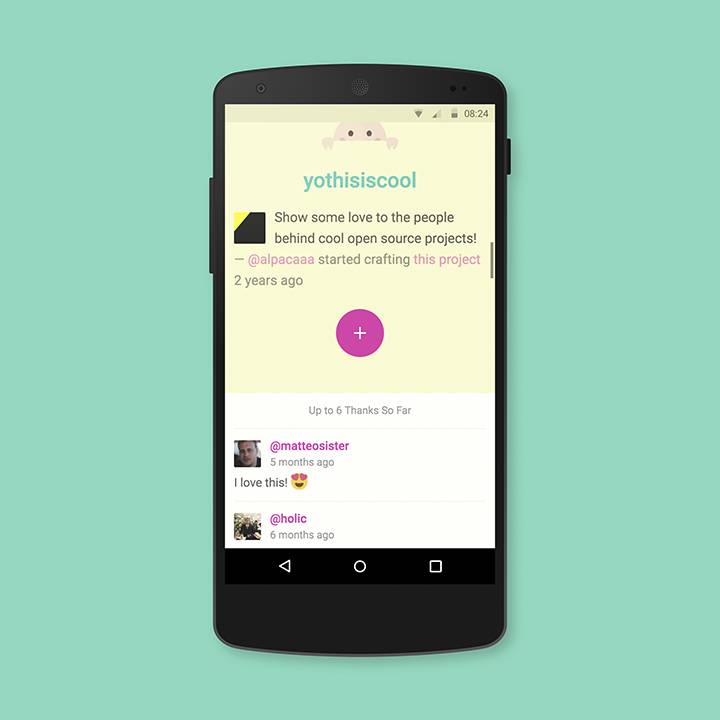 08:24
yothisiscool
Show some love to the people
behind cool open source projects!
— @alpacaaa started crafting this project
2 years ago
+
Up to 6 Thanks So Far
@matteosister
5 months ago
I love this! 😍
@holic
6 months ago